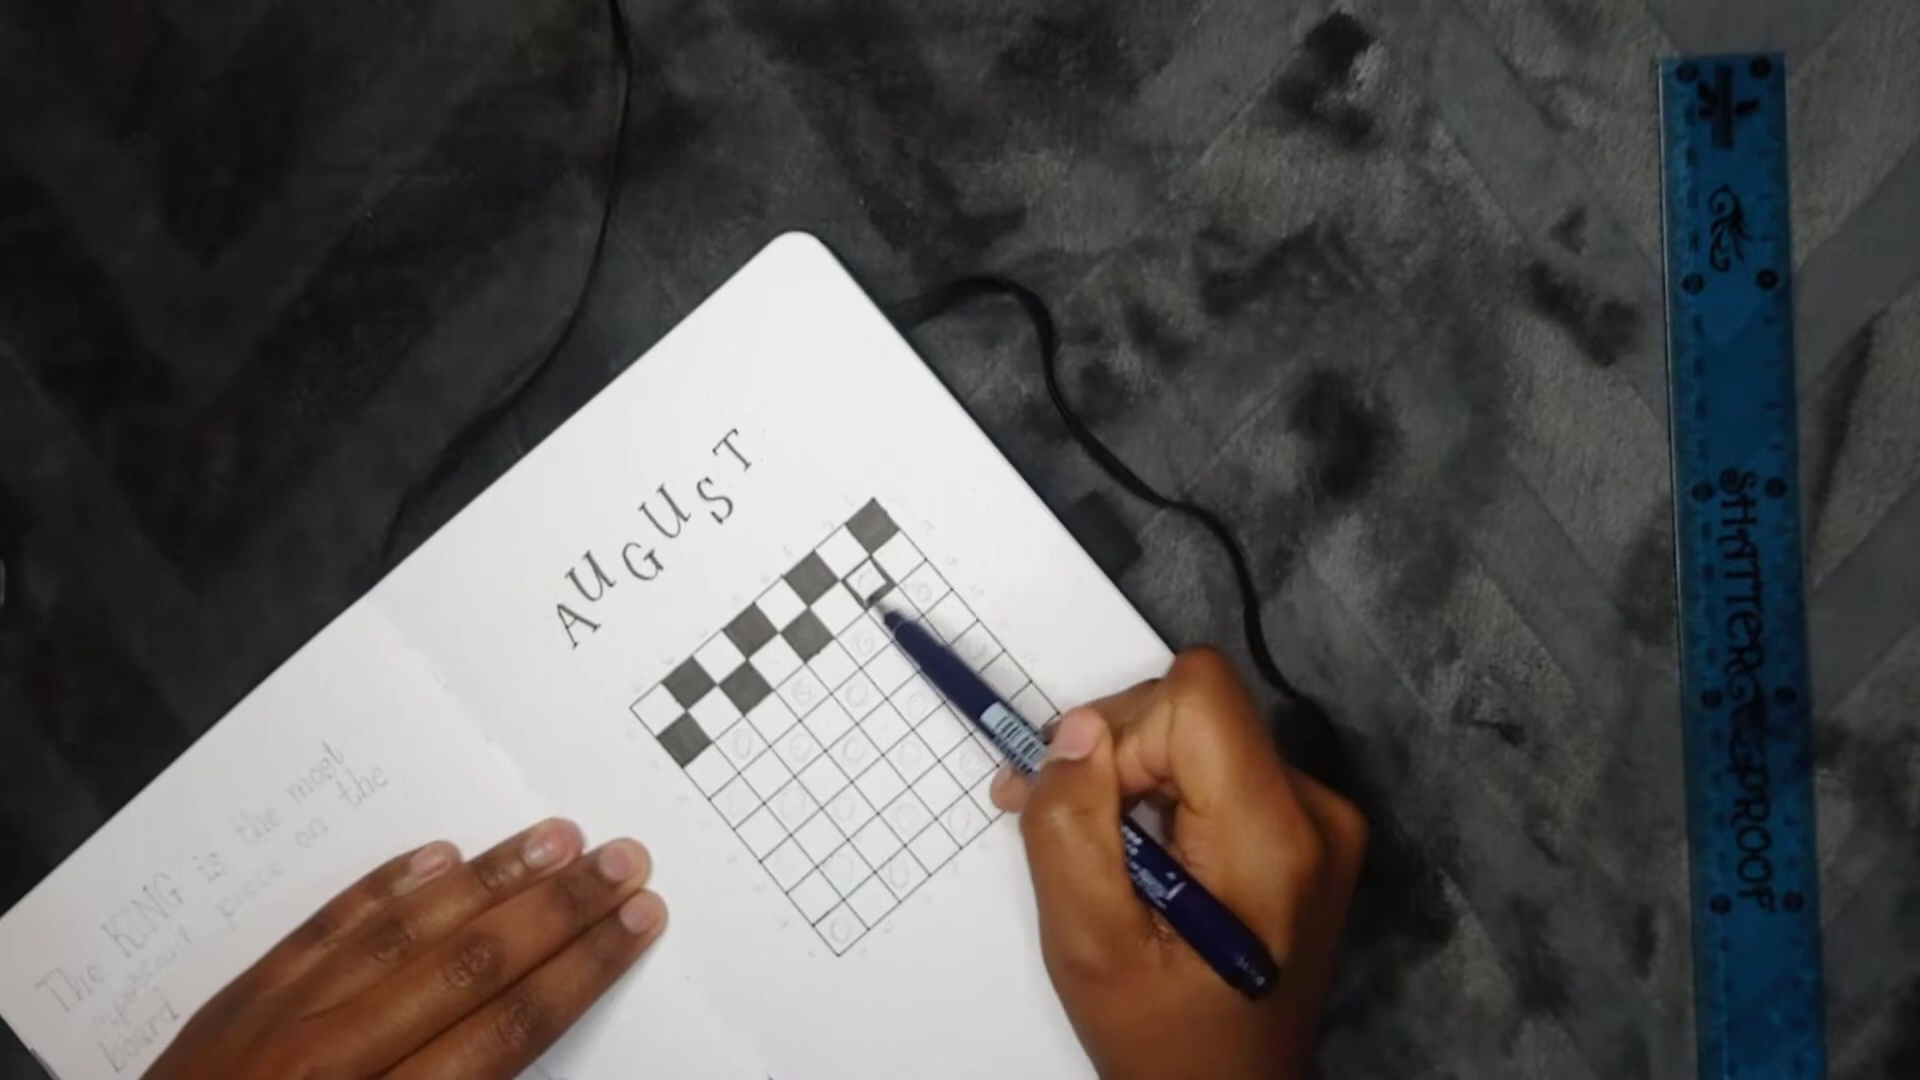 AUGUST
The KING is the most
important piece on the
board
SHATTERPROOF